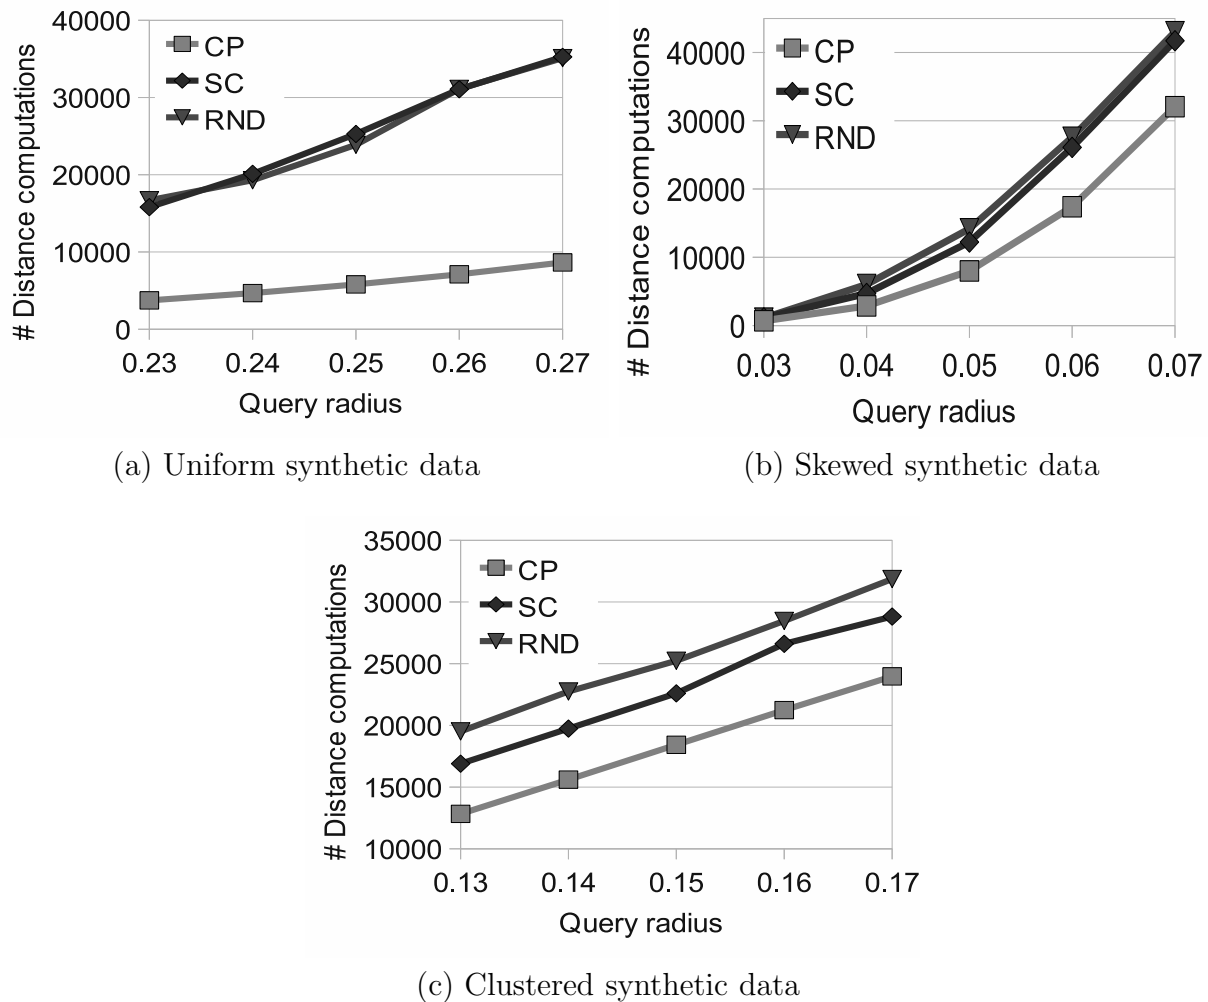 # Distance computations
40000
30000
20000
10000
0
CP
SC
RND
0.23 0.24 0.25 0.26 0.27
Query radius
(a) Uniform synthetic data
# Distance computations
40000
30000
20000
10000
0
CP
SC
RND
0.03 0.04 0.05 0.06 0.07
Query radius
(b) Skewed synthetic data
# Distance computations
35000
30000
25000
20000
15000
10000
CP
SC
RND
0.13 0.14 0.15 0.16 0.17
Query radius
(c) Clustered synthetic data